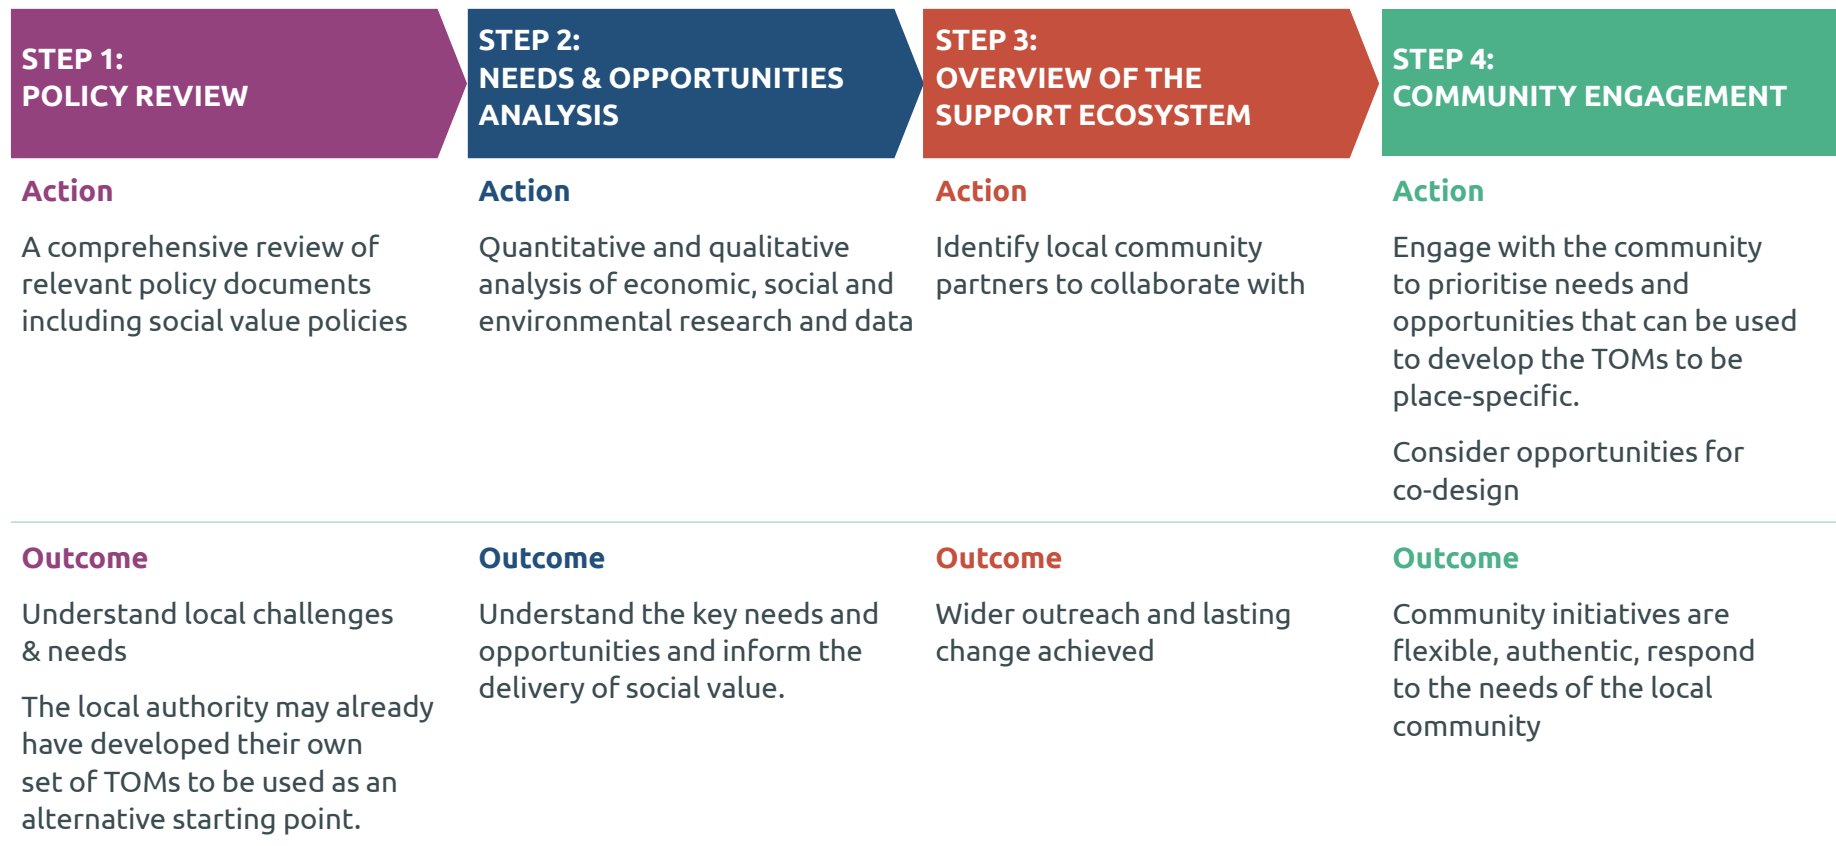 STEP 1:
POLICY REVIEW
STEP 2:
NEEDS & OPPORTUNITIES
ANALYSIS
STEP 3:
OVERVIEW OF THE
SUPPORT ECOSYSTEM
STEP 4:
COMMUNITY ENGAGEMENT
Action
A comprehensive review of
relevant policy documents
including social value policies
Action
Quantitative and qualitative
analysis of economic, social and
environmental research and data
Action
Identify local community
partners to collaborate with
Action
Engage with the community
to prioritise needs and
opportunities that can be used
to develop the TOMs to be
place-specific.
Consider opportunities for
co-design
Outcome
Understand local challenges
& needs
The local authority may already
have developed their own
set of TOMs to be used as an
alternative starting point.
Outcome
Understand the key needs and
opportunities and inform the
delivery of social value.
Outcome
Wider outreach and lasting
change achieved
Outcome
Community initiatives are
flexible, authentic, respond
to the needs of the local
community